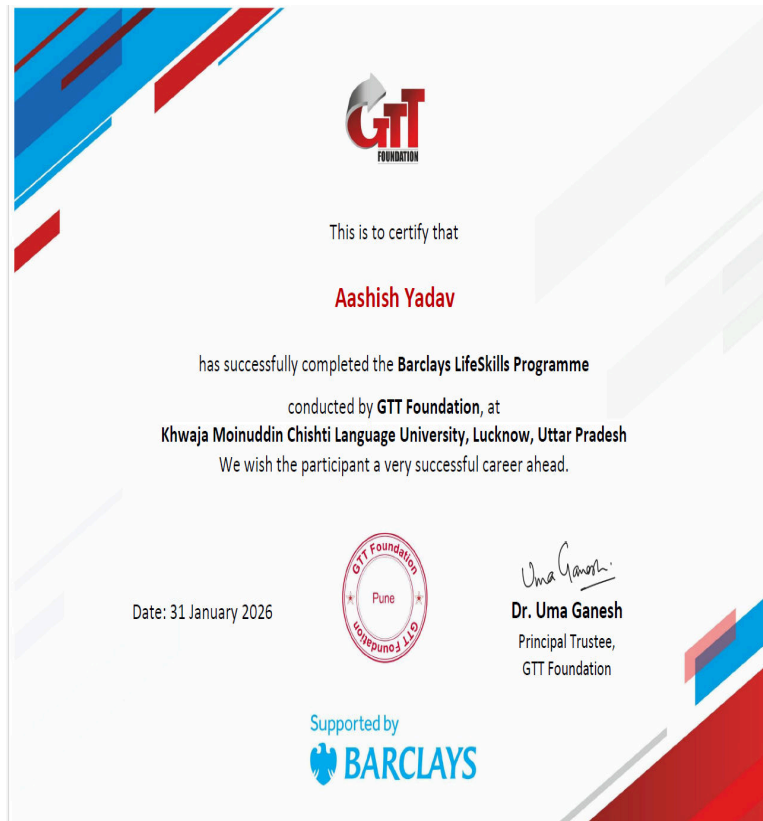 GTT
FOUNDATION
This is to certify that
Aashish Yadav
has successfully completed the Barclays LifeSkills Programme
conducted by GTT Foundation, at
Khwaja Moinuddin Chishti Language University, Lucknow, Uttar Pradesh
We wish the participant a very successful career ahead.
GTT Foundation
Pune
GTT Foundation
Uma Ganesh.
Date: 31 January 2026
Dr. Uma Ganesh
Principal Trustee,
GTT Foundation
Supported by
BARCLAYS